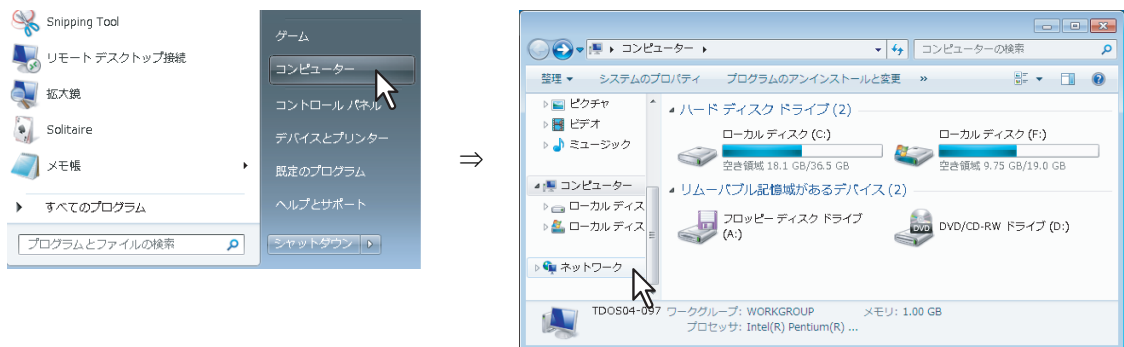 Snipping Tool
リモート デスクトップ接続
拡大鏡
Solitaire
メモ帳
すべてのプログラム
プログラムとファイルの検索
ゲーム
コンピューター
コントロール パネル
デバイスとプリンター
既定のプログラム
ヘルプとサポート
シャットダウン
⇒
コンピューター
コンピューターの検索
整理 システムのプロパティ プログラムのアンインストールと変更 »
ピクチャ
ビデオ
ミュージック
コンピューター
ローカル ディス
ローカル ディス
ネットワーク
ハード ディスク ドライブ (2)
ローカル ディスク (C:)
空き領域 18.1 GB/36.5 GB
ローカル ディスク (F:)
空き領域 9.75 GB/19.0 GB
リムーバブル記憶域があるデバイス (2)
フロッピー ディスク ドライブ
(A:)
DVD/CD-RW ドライブ (D:)
TDOS04-097 ワークグループ: WORKGROUP メモリ: 1.00 GB
プロセッサ: Intel(R) Pentium(R) ...